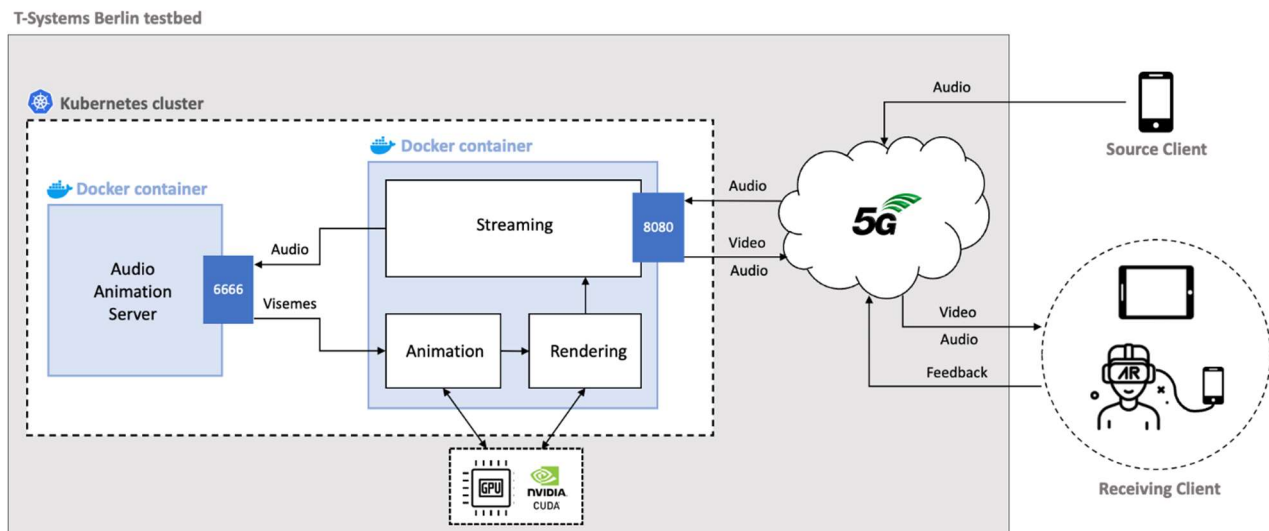 T-Systems Berlin testbed
Kubernetes cluster
Docker container
Docker container
Audio
Animation
Server
6666
Audio
Visemes
Streaming
8080
Animation
Rendering
GPU
NVIDIA.
CUDA
Audio
Video
Audio
5G
Audio
Source Client
Video
Audio
Feedback
AR
Receiving Client